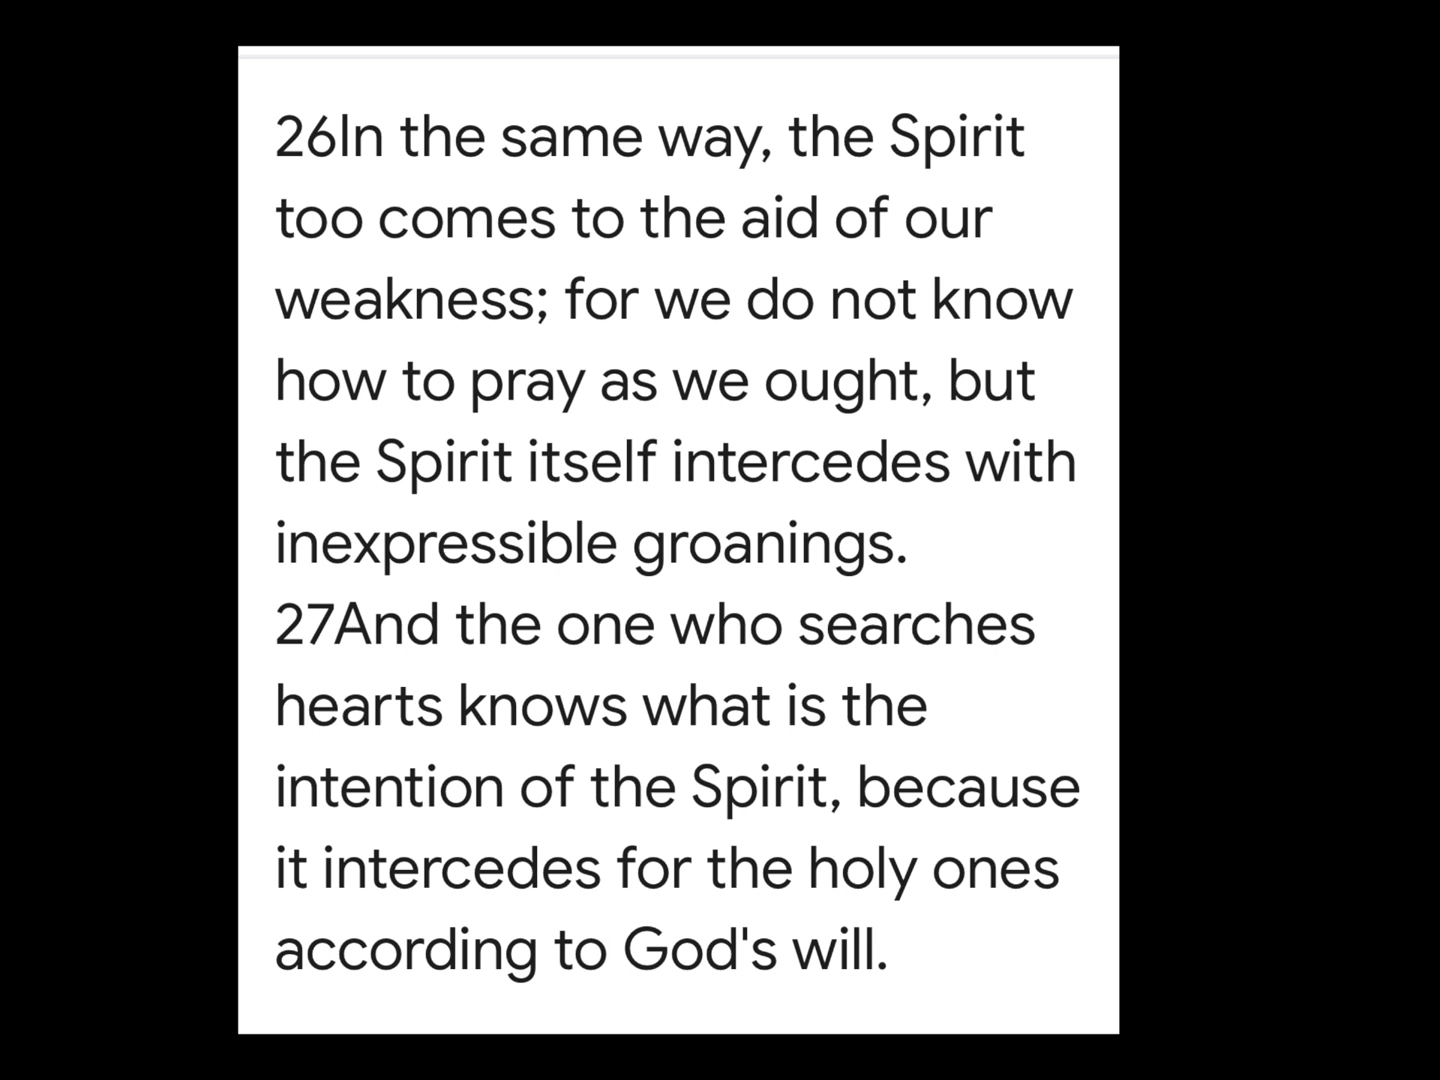 26In the same way, the Spirit
too comes to the aid of our
weakness; for we do not know
how to pray as we ought, but
the Spirit itself intercedes with
inexpressible groanings.
27And the one who searches
hearts knows what is the
intention of the Spirit, because
it intercedes for the holy ones
according to God's will.